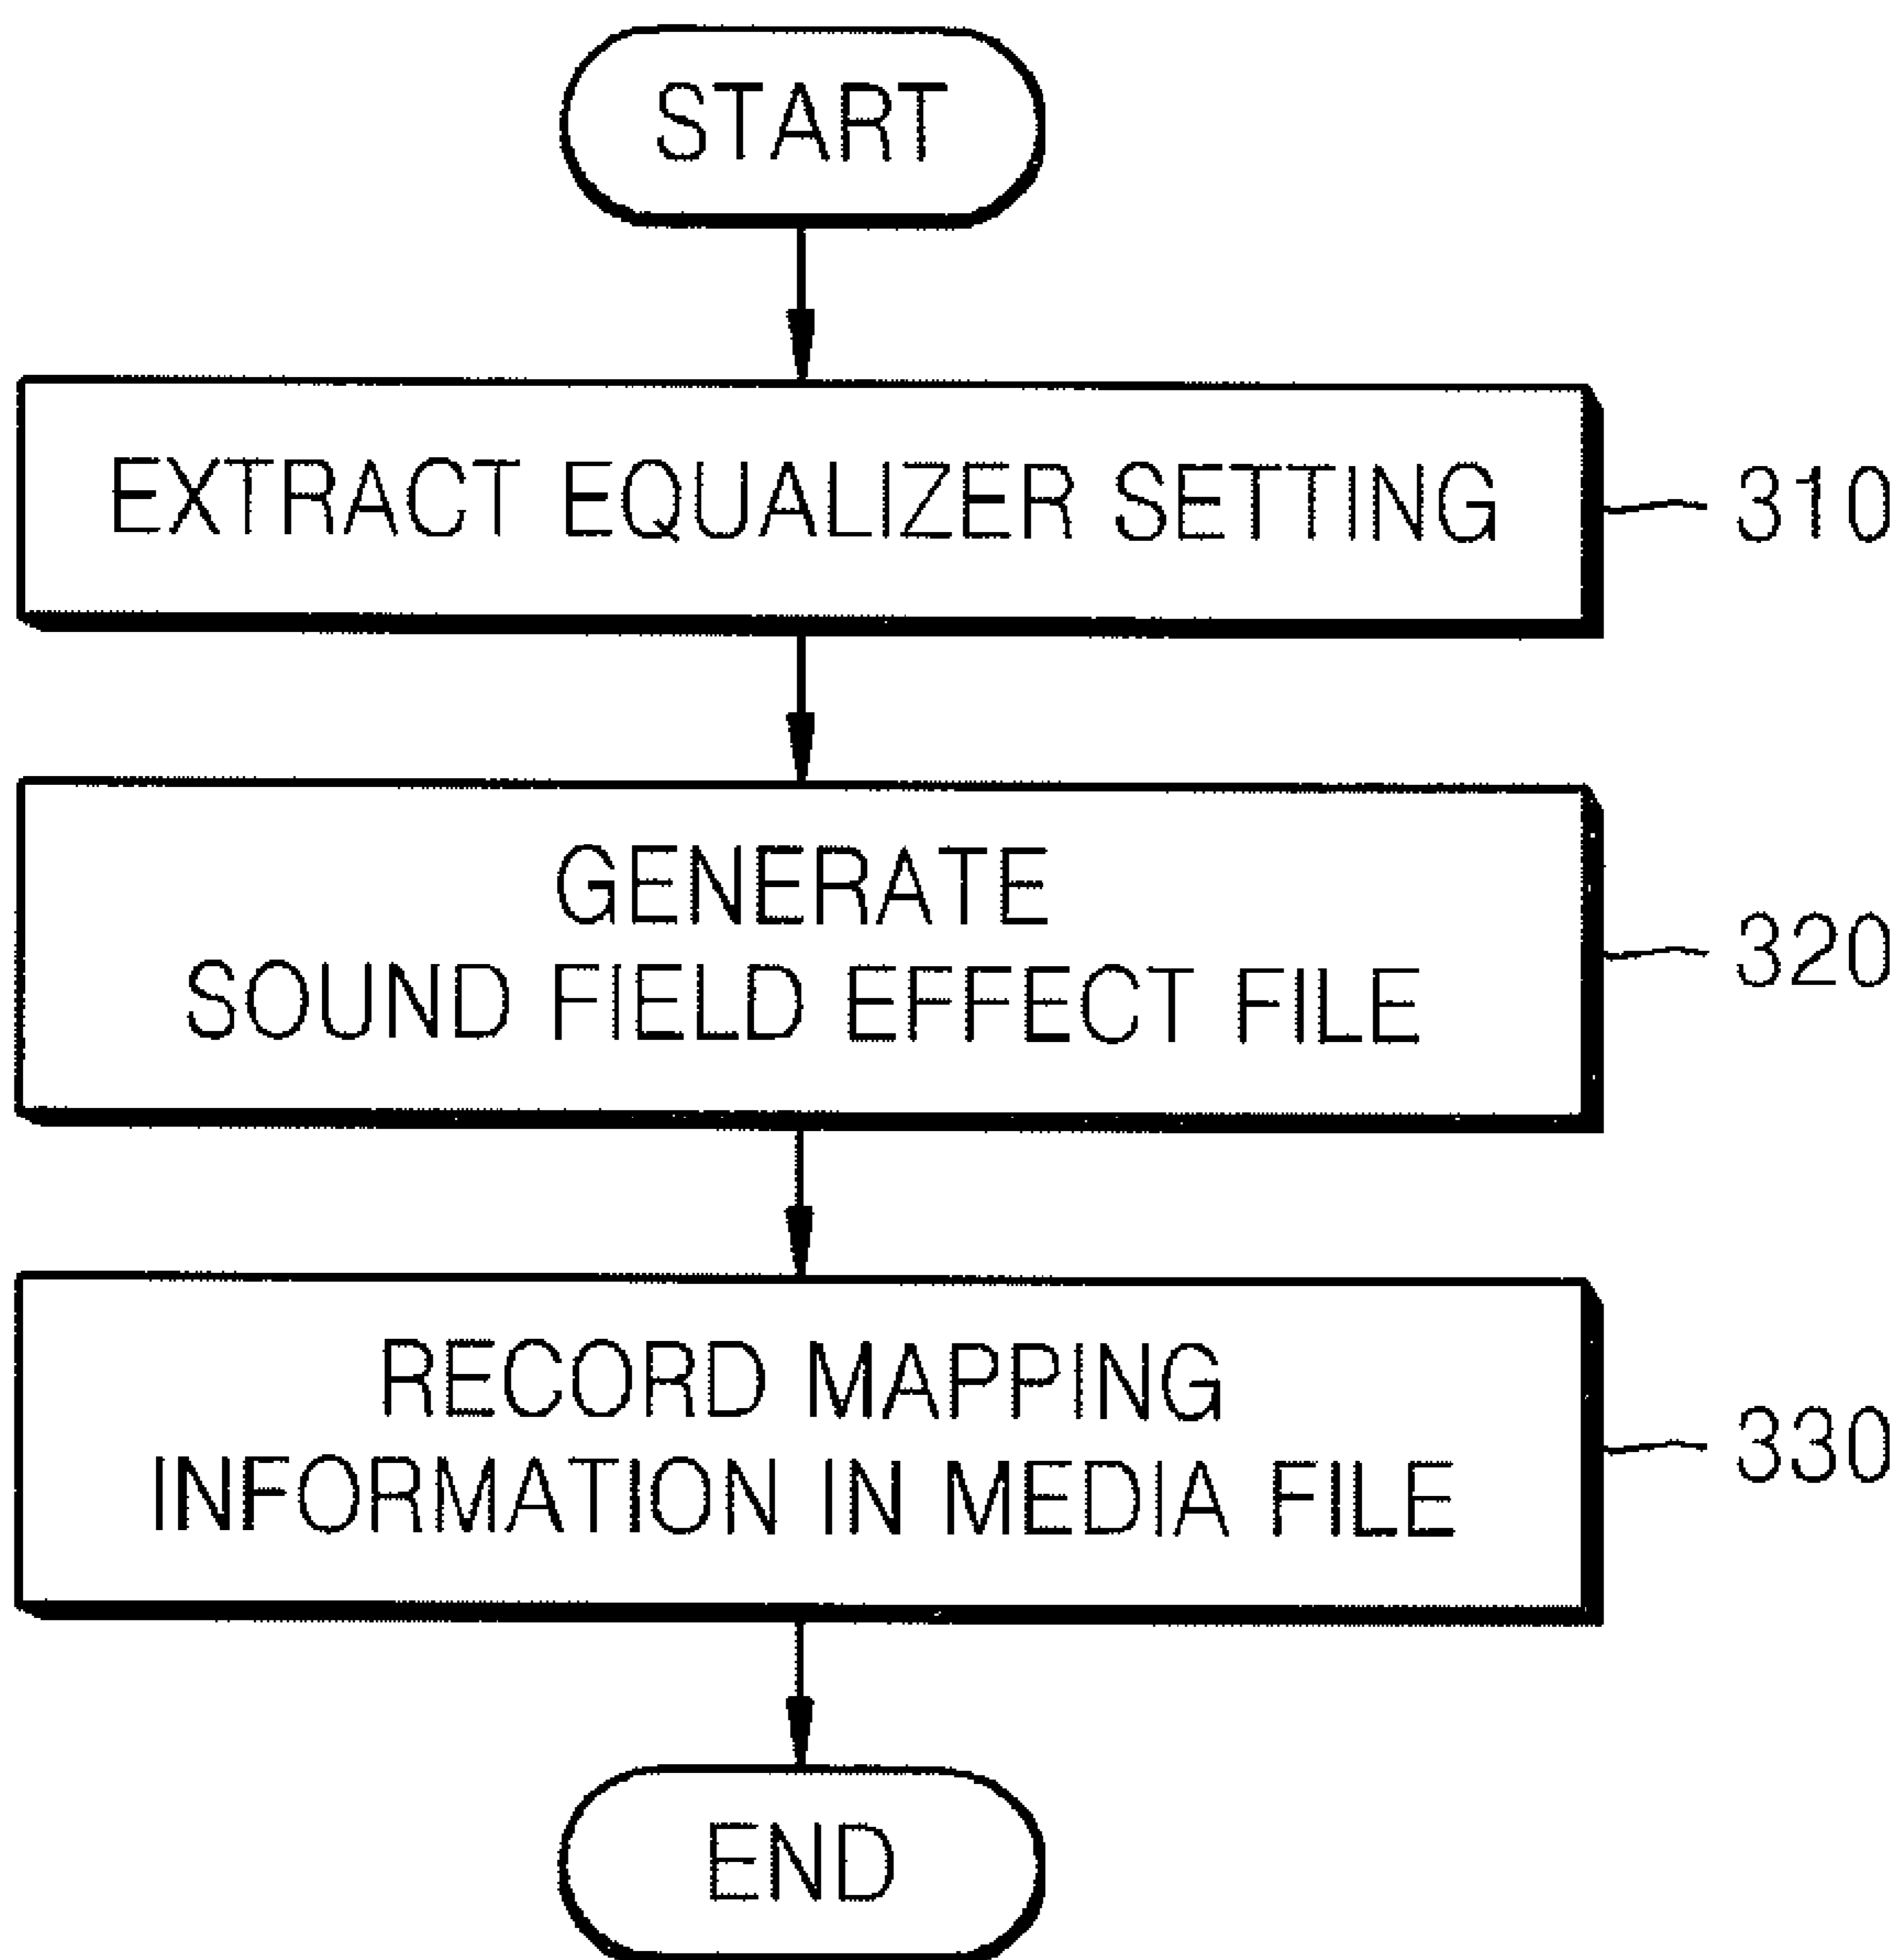 START
EXTRACT EQUALIZER SETTING
310
GENERATE
SOUND FIELD EFFECT FILE
320
RECORD MAPPING
INFORMATION IN MEDIA FILE
330
END